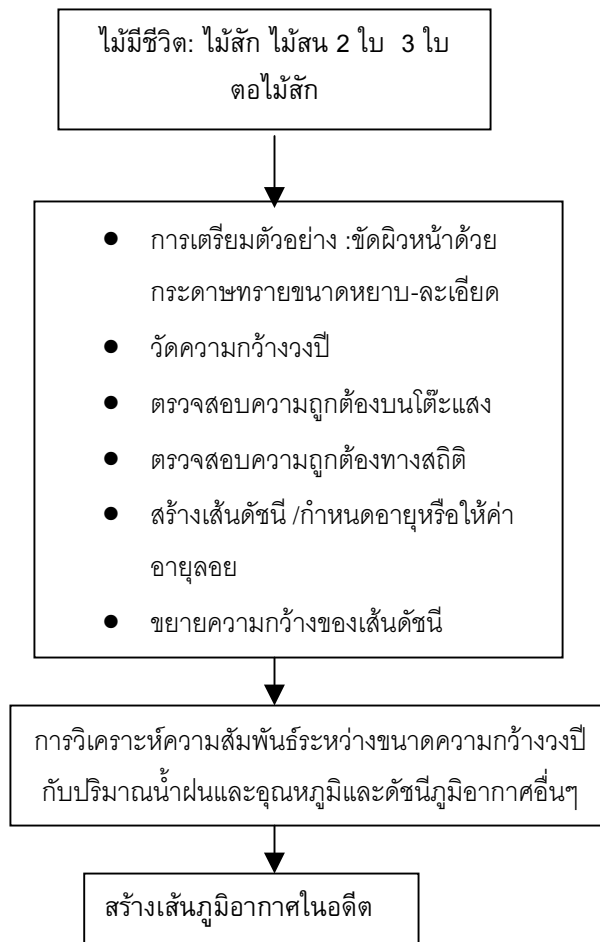 ไม้มีชีวิต: ไม้สัก ไม้สน 2 ใบ  3 ใบ
ตอไม้สัก
● การเตรียมตัวอย่าง :ขัดผิวหน้าด้วย
กระดาษทรายขนาดหยาบ-ละเอียด
● วัดความกว้างวงปี
● ตรวจสอบความถูกต้องบนโต๊ะแสง
● ตรวจสอบความถูกต้องทางสถิติ
● สร้างเส้นดัชนี /กำหนดอายุหรือให้ค่า
อายุลอย
● ขยายความกว้างของเส้นดัชนี
การวิเคราะห์ความสัมพันธ์ระหว่างขนาดความกว้างวงปี
กับปริมาณน้ำฝนและอุณหภูมิและดัชนีภูมิอากาศอื่นๆ
สร้างเส้นภูมิอากาศในอดีต